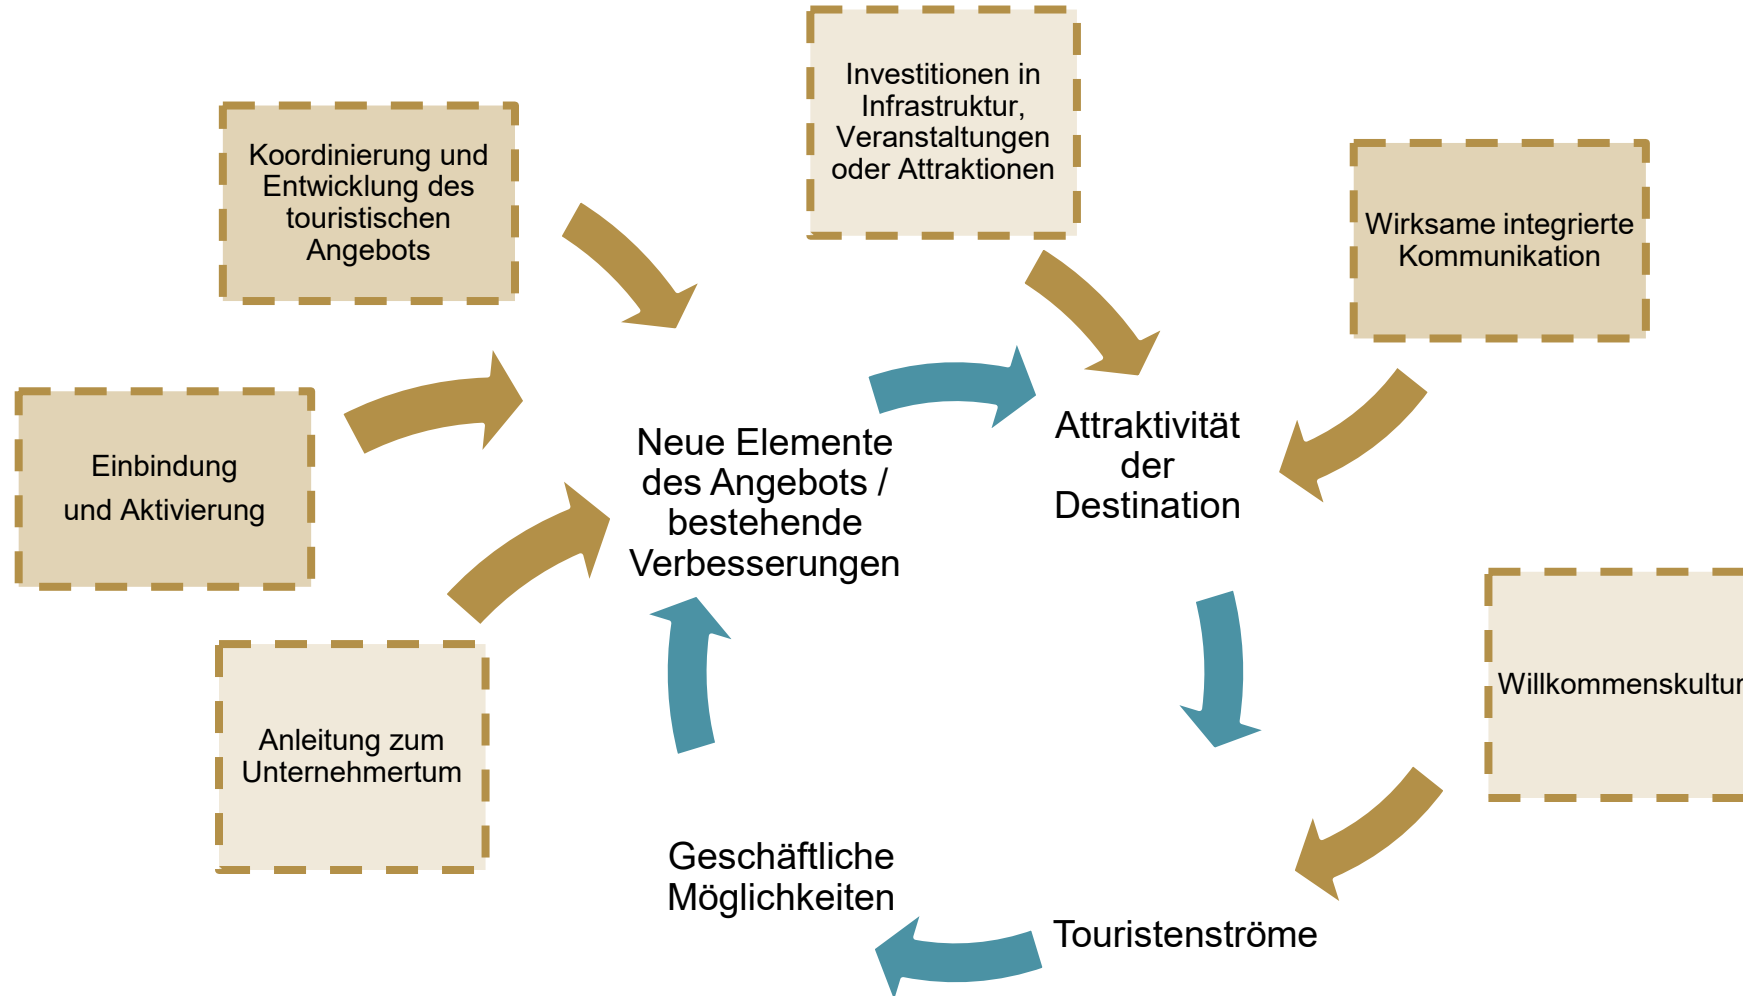 Investitionen in
Infrastruktur,
Veranstaltungen
oder Attraktionen
Koordinierung und
Entwicklung des
touristischen
Angebots
Wirksame integrierte
Kommunikation
Einbindung
und Aktivierung
Neue Elemente
des Angebots /
bestehende
Verbesserungen
Attraktivität
der
Destination
Anleitung zum
Unternehmertum
Willkommenskultur
Geschäftliche
Möglichkeiten
Touristenströme